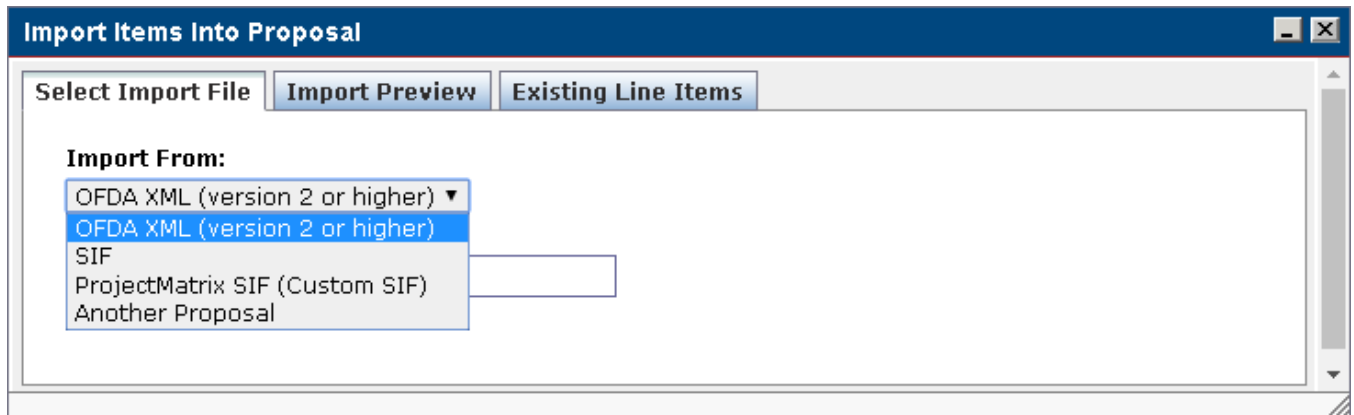 Import Items Into Proposal
Select Import File Import Preview Existing Line Items
Import From:
OFDA XML (version 2 or higher)
OFDA XML (version 2 or higher)
SIF
ProjectMatrix SIF (Custom SIF)
Another Proposal